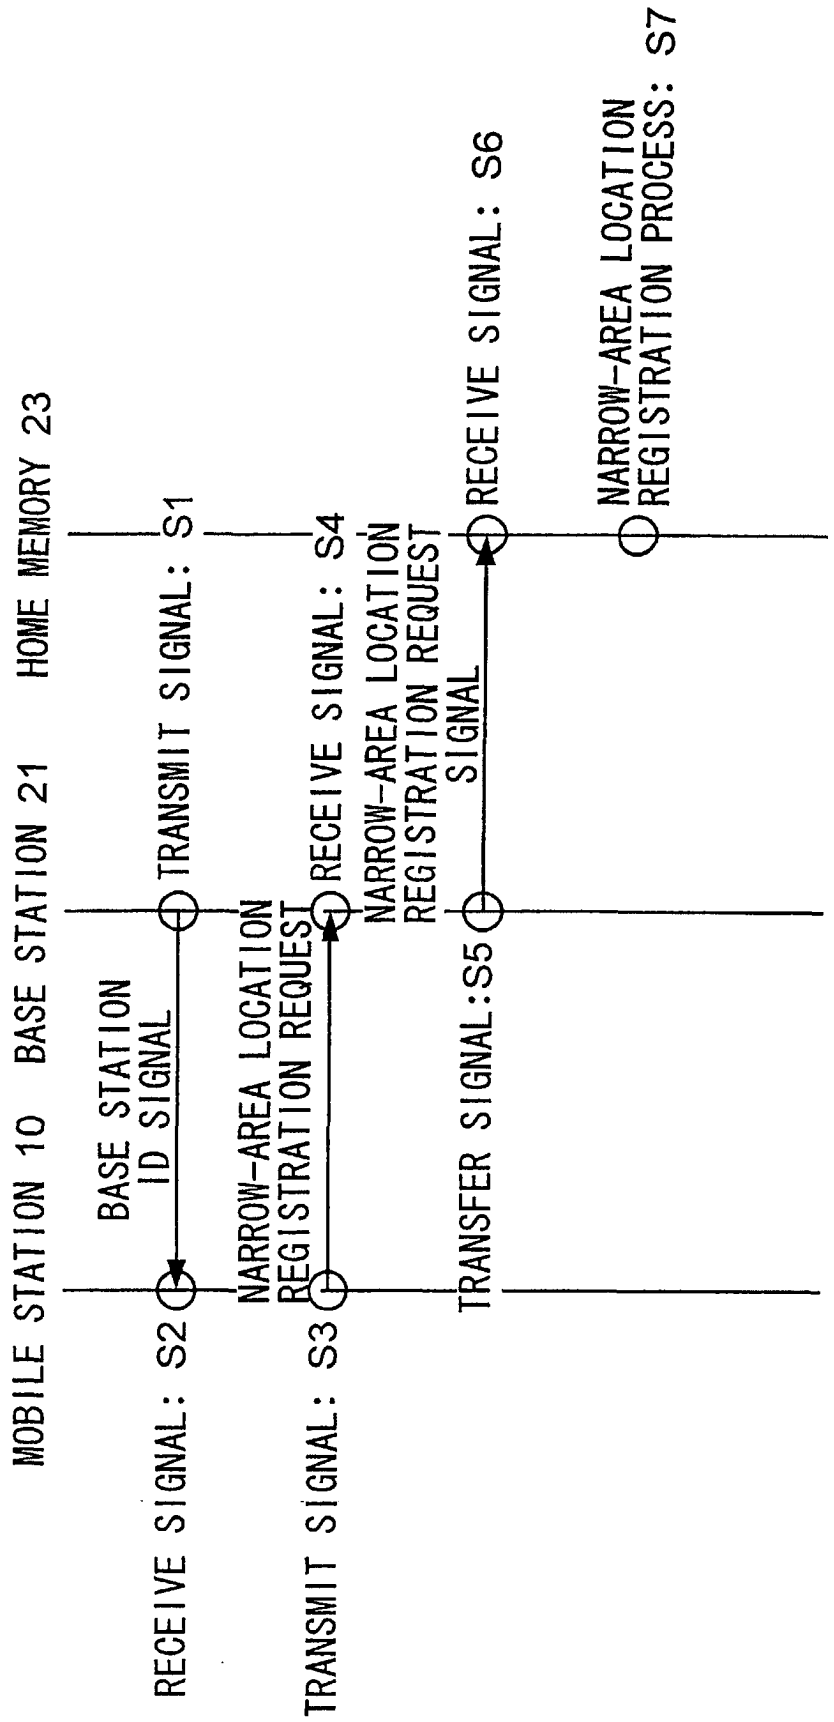 MOBILE STATION 10 BASE STATION 21 HOME MEMORY 23
TRANSMIT SIGNAL: S1
BASE STATION
ID SIGNAL
RECEIVE SIGNAL: S2
NARROW-AREA LOCATION
REGISTRATION REQUEST
TRANSMIT SIGNAL: S3
RECEIVE SIGNAL: S4
NARROW-AREA LOCATION
REGISTRATION REQUEST
SIGNAL
TRANSFER SIGNAL:S5
RECEIVE SIGNAL: S6
NARROW-AREA LOCATION
REGISTRATION PROCESS: S7